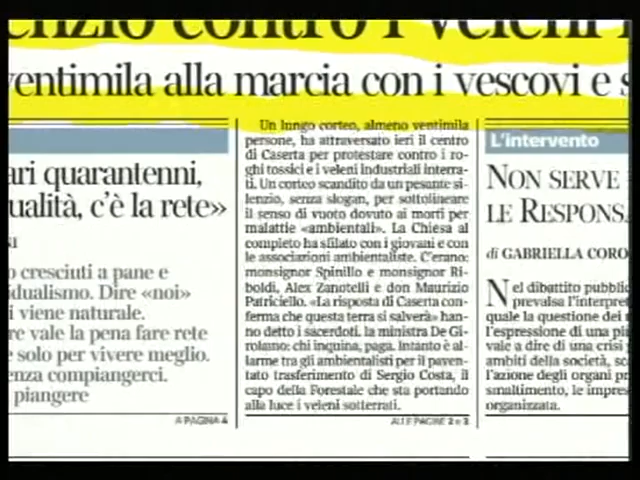 enzio contro i veleni
ventimila alla marcia con i vescovi e s
ari quarantenni,
ualità, c'è la rete»
NI
o cresciuti a pane e
idualismo. Dire «noi»
i viene naturale.
re vale la pena fare rete
e solo per vivere meglio.
enza compiangerci.
piangere
A PAGINA 4
Un lungo corteo, almeno ventimila
persone, ha attraversato ieri il centro
di Caserta per protestare contro i ro-
ghi tossici e i veleni industriali interra-
ti. Un corteo scandito da un pesante si-
lenzio, senza slogan, per sottolineare
il senso di vuoto dovuto ai morti per
malattie «ambientali». La Chiesa al
completo ha sfilato con i giovani e con
le associazioni ambientaliste. C'erano:
monsignor Spinillo e monsignor Ri-
boldi, Alex Zanotelli e don Maurizio
Patriciello. «La risposta di Caserta con-
ferma che questa terra si salverà» han-
no detto i sacerdoti. la ministra De Gi-
rolamo: chi inquina, paga. Intanto è al-
larme tra gli ambientalisti per il paven-
tato trasferimento di Sergio Costa, il
capo della Forestale che sta portando
alla luce i veleni sotterrati.
ALLE PAGINE 2 e 3
L'intervento
NON SERVE
LE RESPONSA
di GABRIELLA CORO
Nel dibattito pubblic
prevalsa l'interpret
quale la questione dei r
l'espressione di una pia
vale a dire di una crisi
ambiti della società, sc
l'azione degli organi pr
smaltimento, le impres
organizzata.